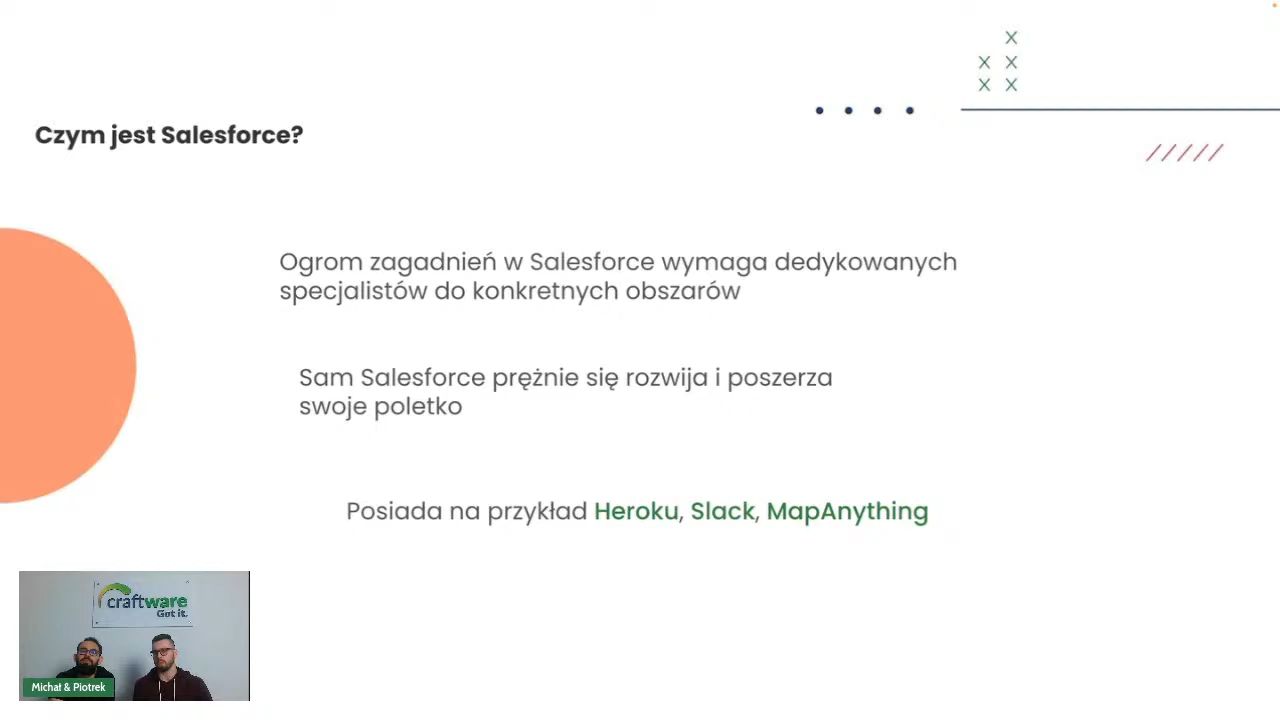 Czym jest Salesforce?
Ogrom zagadnień w Salesforce wymaga dedykowanych
specjalistów do konkretnych obszarów
Sam Salesforce prężnie się rozwija i poszerza
swoje poletko
Posiada na przykład Heroku, Slack, MapAnything
craftware
Got it.
Michał & Piotrek